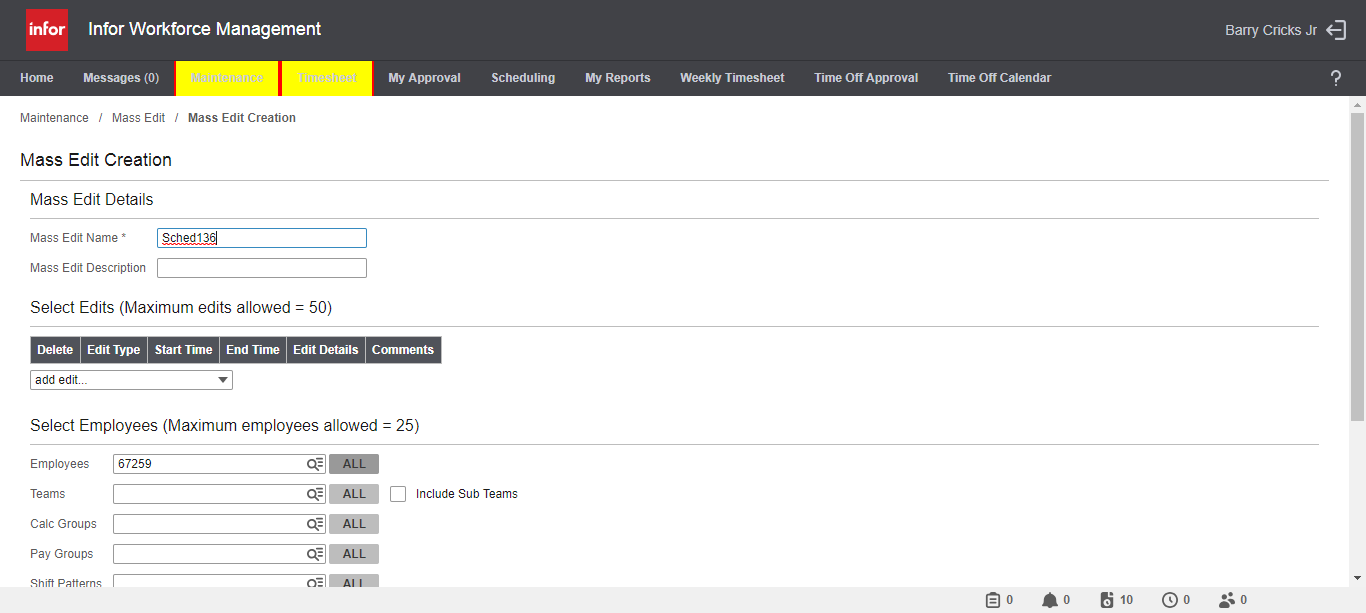 infor Infor Workforce Management Barry Cricks Jr
Home Messages (0) Maintenance Timesheet My Approval Scheduling My Reports Weekly Timesheet Time Off Approval Time Off Calendar ?
Maintenance / Mass Edit / Mass Edit Creation
Mass Edit Creation
Mass Edit Details
Mass Edit Name * Sched136
Mass Edit Description
Select Edits (Maximum edits allowed = 50)
Delete Edit Type Start Time End Time Edit Details Comments
add edit...
Select Employees (Maximum employees allowed = 25)
Employees 67259 ALL
Teams ALL Include Sub Teams
Calc Groups ALL
Pay Groups ALL
Shift Patterns ALL
0 0 10 0 0